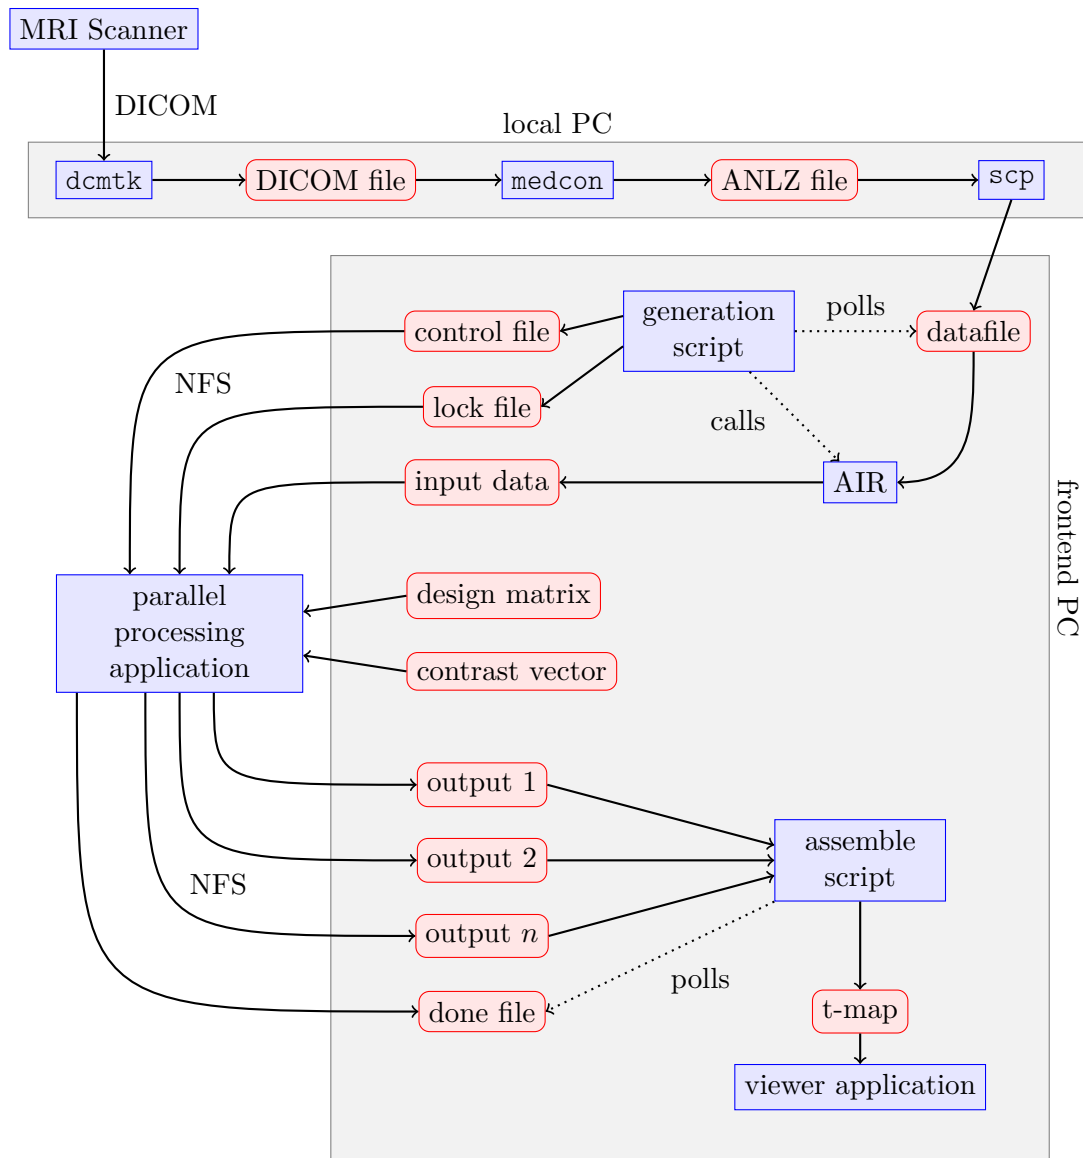 MRI Scanner
DICOM
local PC
dcmtk
DICOM file
medcon
ANLZ file
scp
generation
script
polls
datafile
control file
NFS
lock file
calls
input data
AIR
frontend PC
parallel
processing
application
design matrix
contrast vector
output 1
output 2
assemble
script
NFS
output n
polls
done file
t-map
viewer application